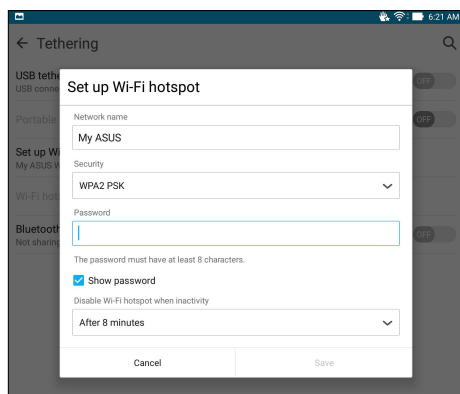 6:21 AM
Tethering
USB tethe
USB conne
OFF
Set up Wi-Fi hotspot
Network name
My ASUS
Portable
OFF
Security
WPA2 PSK
Set up Wi
My ASUS W
Wi-Fi hot
Password
Bluetooth
Not sharing
OFF
The password must have at least 8 characters.
Show password
Disable Wi-Fi hotspot when inactivity
After 8 minutes
Cancel
Save